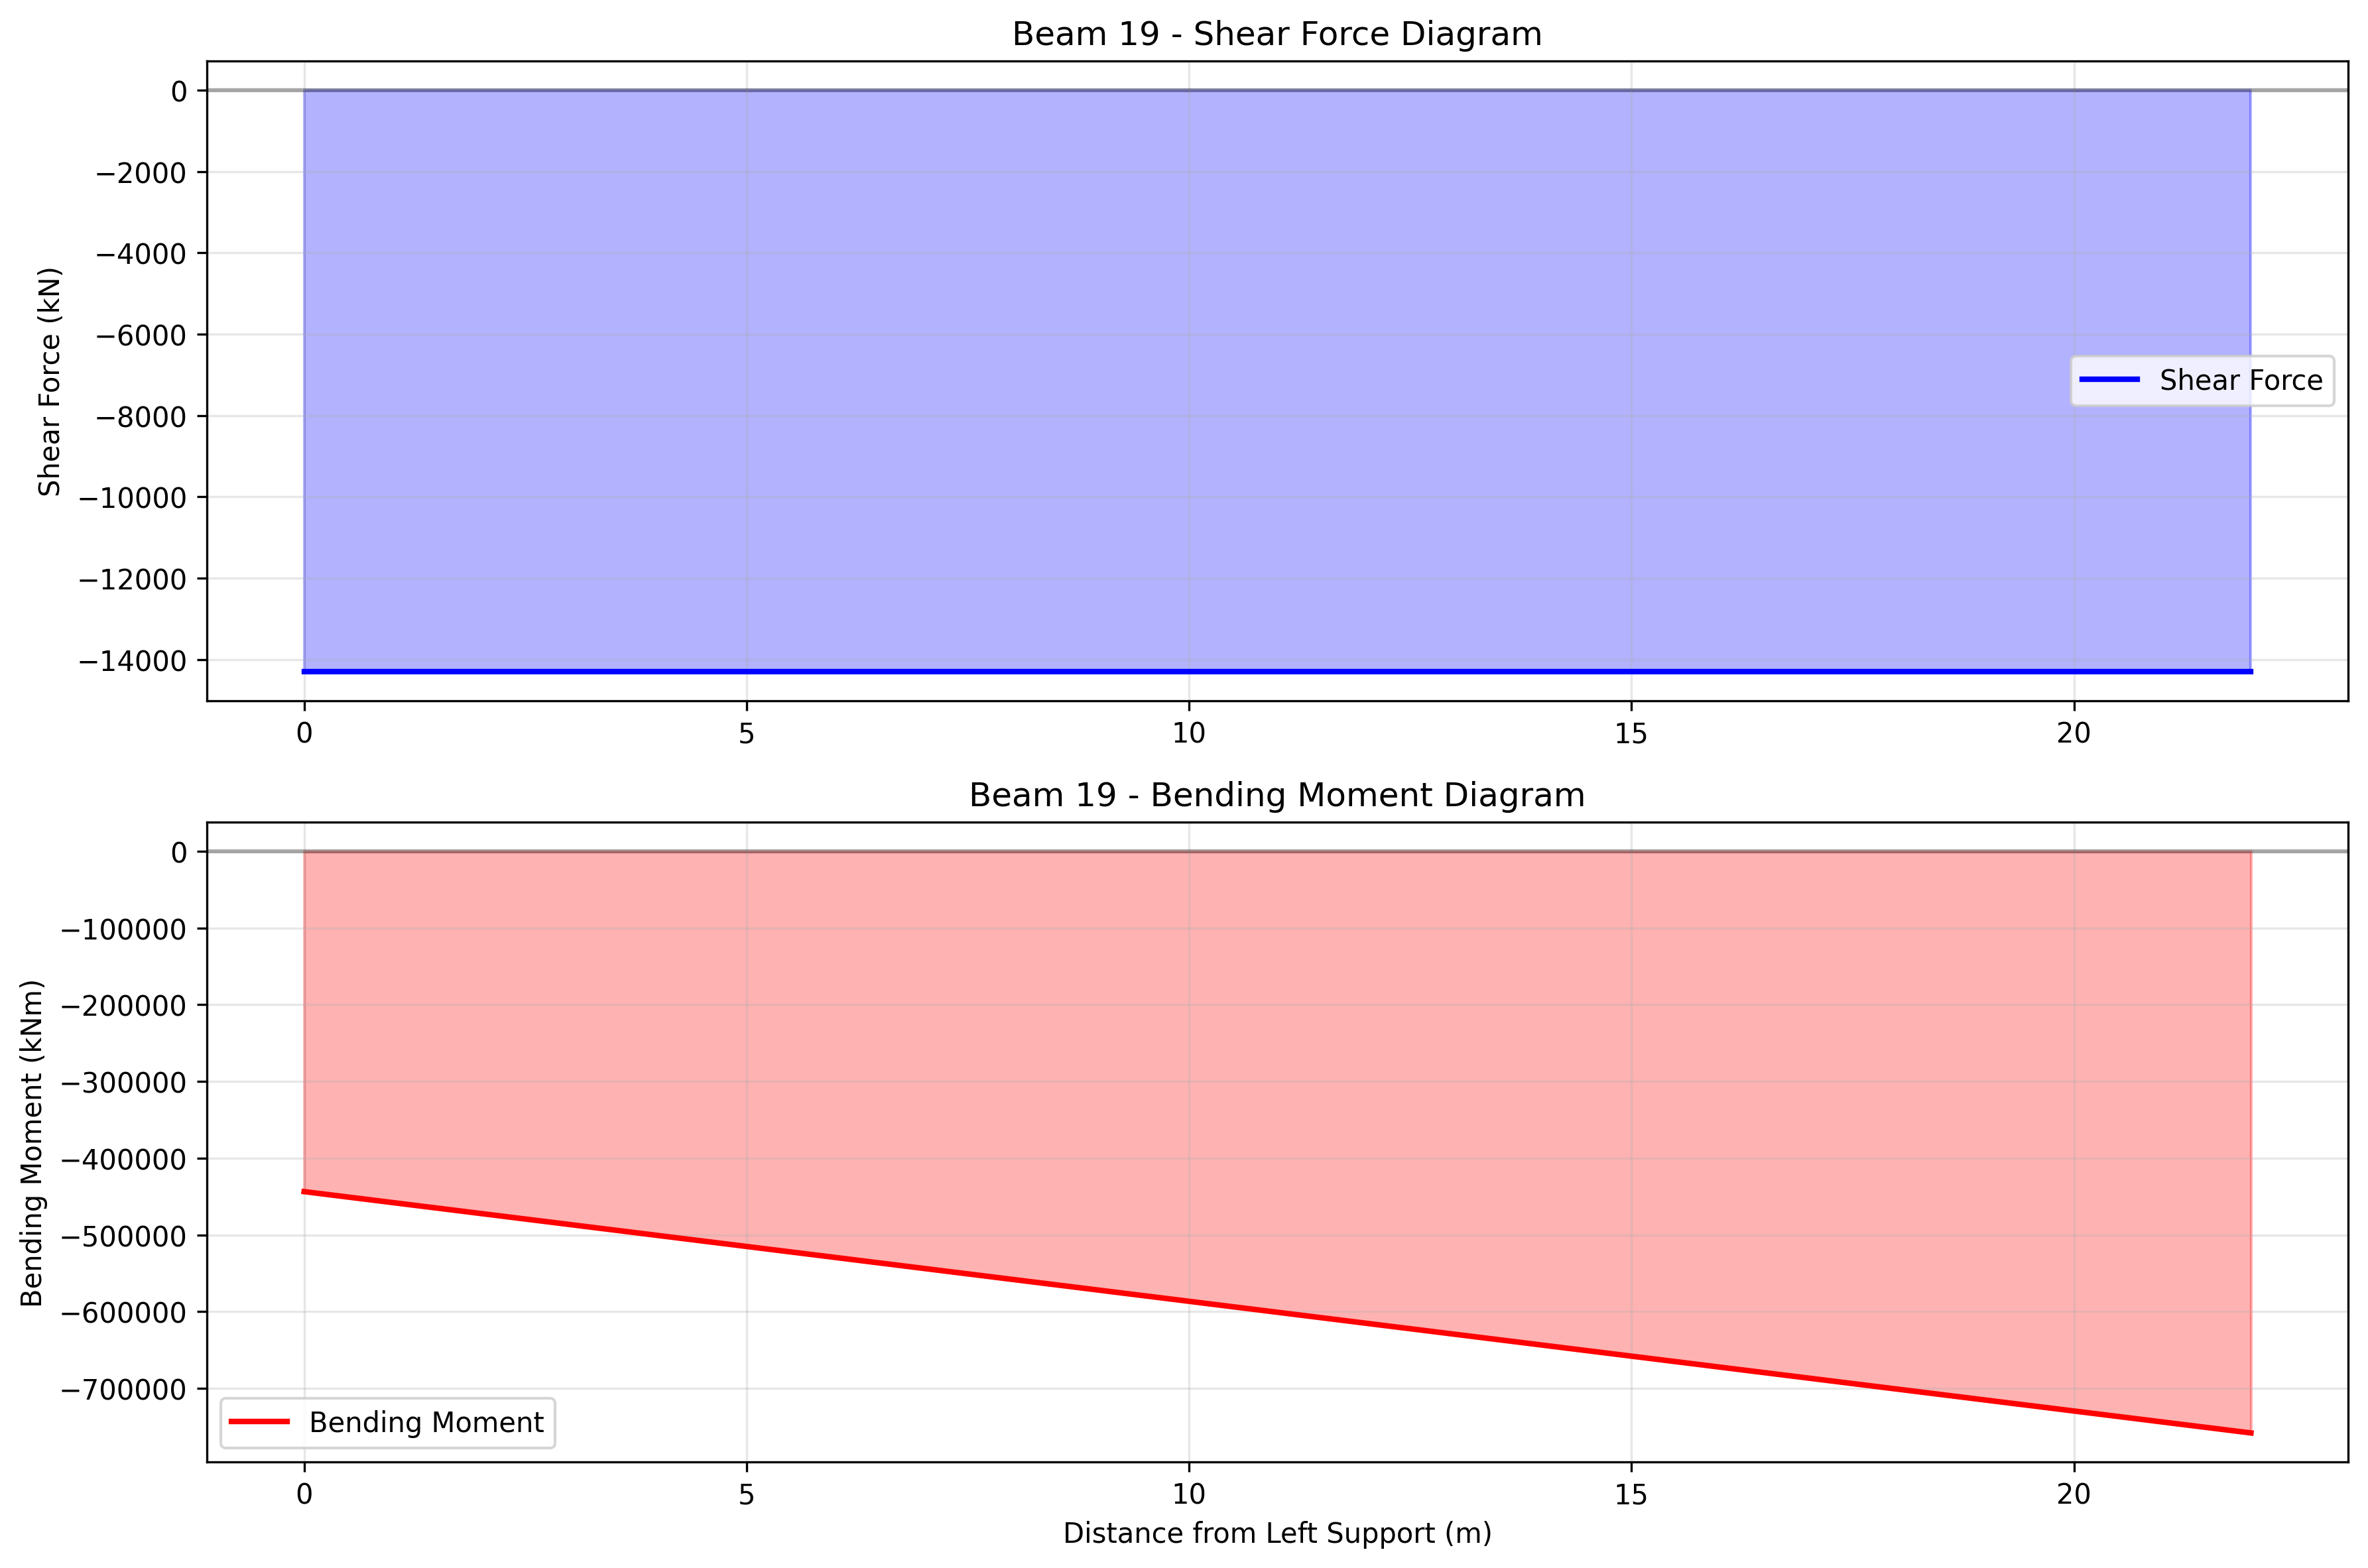 Beam 19 - Shear Force Diagram
Shear Force (kN)
0
−2000
−4000
−6000
−8000
−10000
−12000
−14000
Shear Force
0 5 10 15 20
Beam 19 - Bending Moment Diagram
Bending Moment (kNm)
0
−100000
−200000
−300000
−400000
−500000
−600000
−700000
Bending Moment
0 5 10 15 20
Distance from Left Support (m)